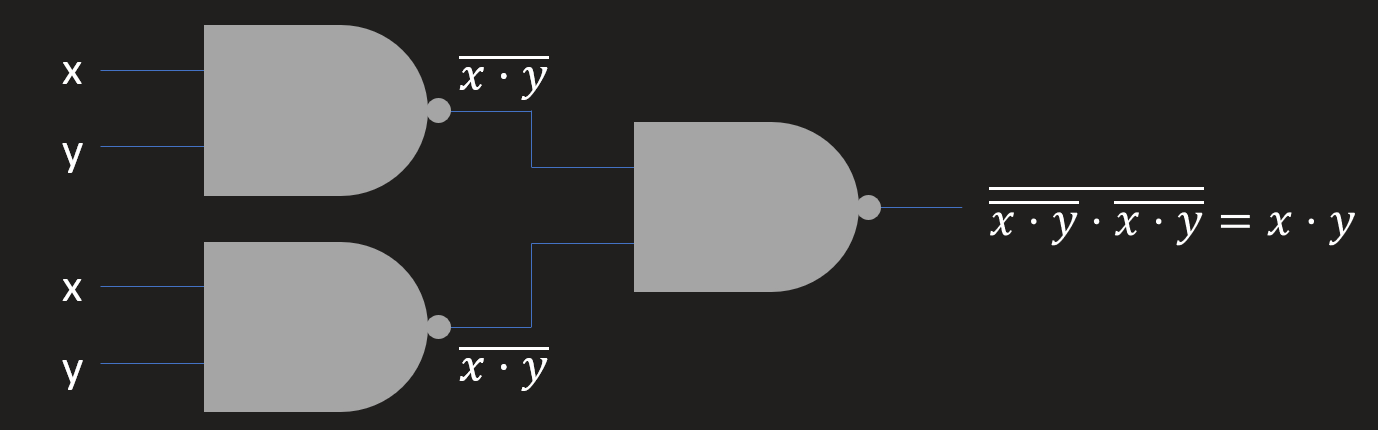 x
y
$\overline{x \cdot y}$
x
y
$\overline{x \cdot y}$
$\overline{\overline{x \cdot y} \cdot \overline{x \cdot y}} = x \cdot y$